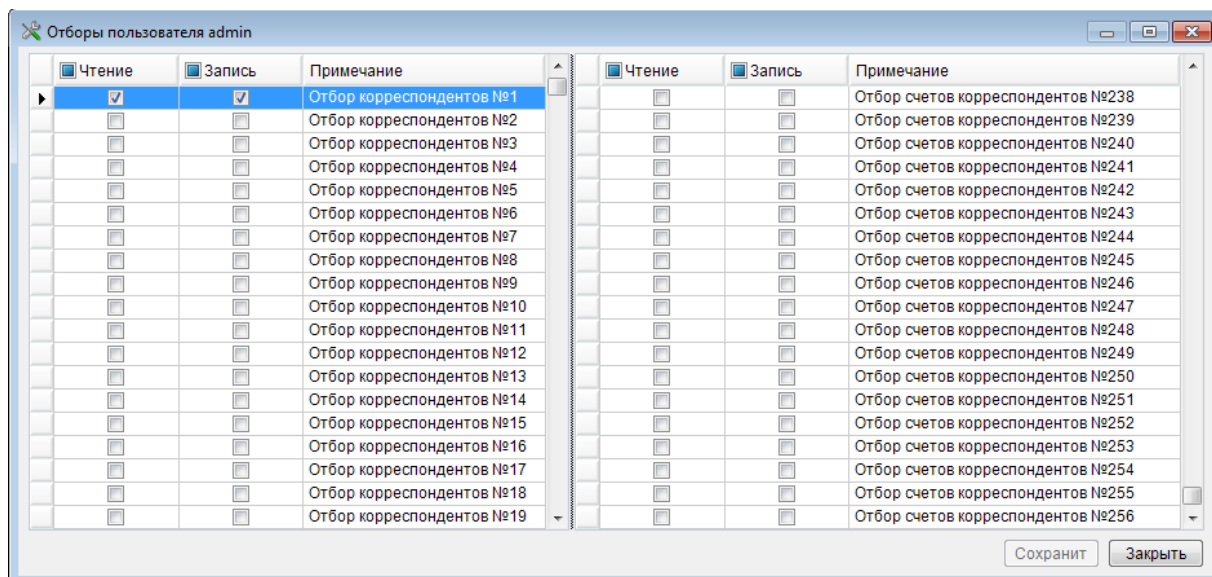 Отборы пользователя admin
Чтение Запись Примечание Чтение Запись Примечание
Отбор корреспондентов №1 Отбор счетов корреспондентов №238
Отбор корреспондентов №2 Отбор счетов корреспондентов №239
Отбор корреспондентов №3 Отбор счетов корреспондентов №240
Отбор корреспондентов №4 Отбор счетов корреспондентов №241
Отбор корреспондентов №5 Отбор счетов корреспондентов №242
Отбор корреспондентов №6 Отбор счетов корреспондентов №243
Отбор корреспондентов №7 Отбор счетов корреспондентов №244
Отбор корреспондентов №8 Отбор счетов корреспондентов №245
Отбор корреспондентов №9 Отбор счетов корреспондентов №246
Отбор корреспондентов №10 Отбор счетов корреспондентов №247
Отбор корреспондентов №11 Отбор счетов корреспондентов №248
Отбор корреспондентов №12 Отбор счетов корреспондентов №249
Отбор корреспондентов №13 Отбор счетов корреспондентов №250
Отбор корреспондентов №14 Отбор счетов корреспондентов №251
Отбор корреспондентов №15 Отбор счетов корреспондентов №252
Отбор корреспондентов №16 Отбор счетов корреспондентов №253
Отбор корреспондентов №17 Отбор счетов корреспондентов №254
Отбор корреспондентов №18 Отбор счетов корреспондентов №255
Отбор корреспондентов №19 Отбор счетов корреспондентов №256
Сохранит Закрыть